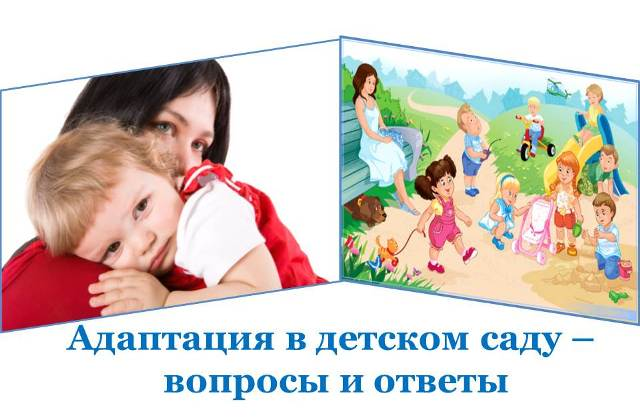 Адаптация в детском саду –
вопросы и ответы